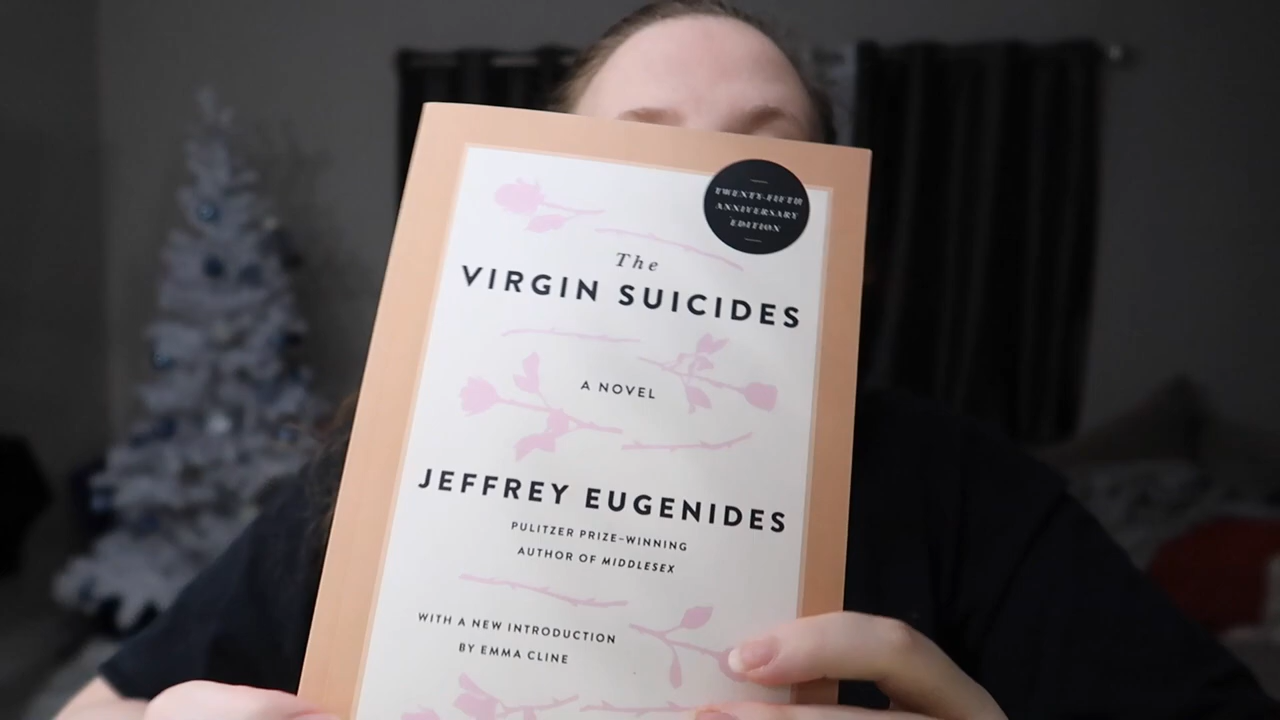 TWENTY-FIFTH
ANNIVERSARY
EDITION
The
VIRGIN SUICIDES
A NOVEL
JEFFREY EUGENIDES
PULITZER PRIZE–WINNING
AUTHOR OF MIDDLESEX
WITH A NEW INTRODUCTION
BY EMMA CLINE